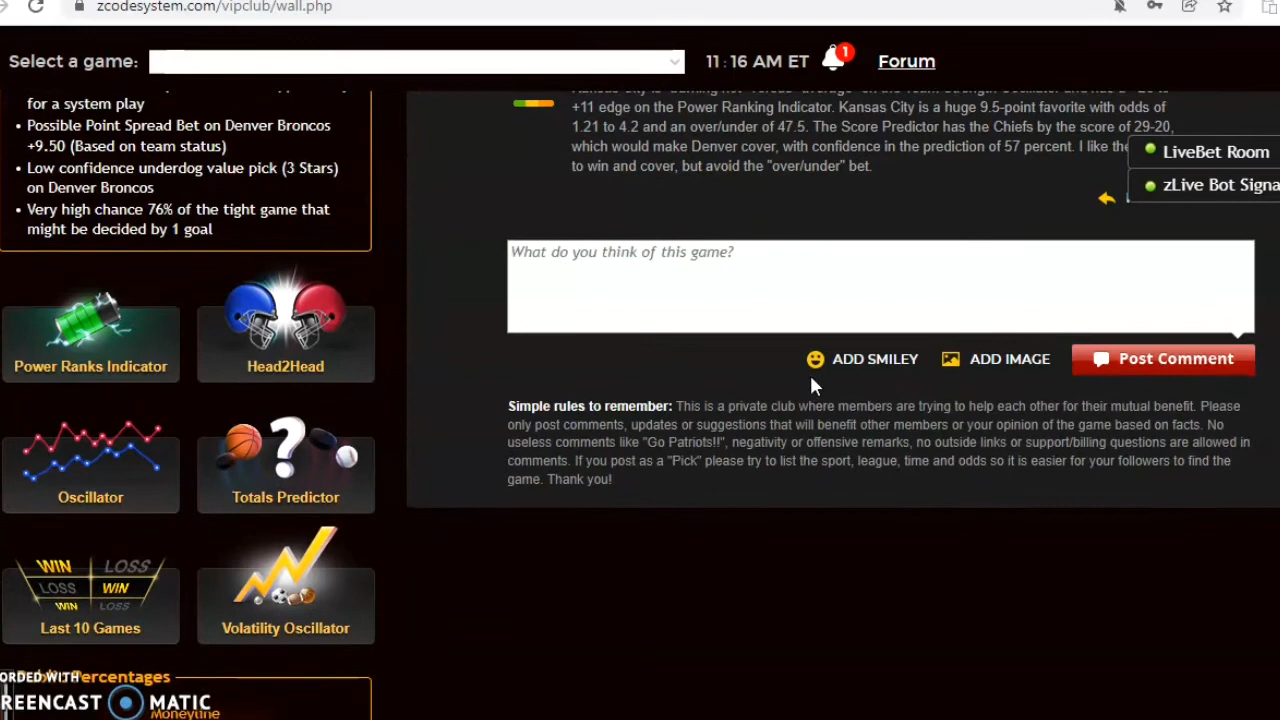 zcodesystem.com/vipclub/wall.php
Select a game:
11:16 AM ET
1
Forum
for a system play
• Possible Point Spread Bet on Denver Broncos
+9.50 (Based on team status)
• Low confidence underdog value pick (3 Stars)
on Denver Broncos
• Very high chance 76% of the tight game that
might be decided by 1 goal
Power Ranks Indicator
Head2Head
Oscillator
Totals Predictor
WIN LOSS
LOSS WIN
WIN LOSS
Last 10 Games
Volatility Oscillator
Percentages
ORDED WITH
REENCAST MATIC
Moneyline
+11 edge on the Power Ranking Indicator. Kansas City is a huge 9.5-point favorite with odds of
1.21 to 4.2 and an over/under of 47.5. The Score Predictor has the Chiefs by the score of 29-20,
which would make Denver cover, with confidence in the prediction of 57 percent. I like the
to win and cover, but avoid the "over/under" bet.
LiveBet Room
zLive Bot Signa
What do you think of this game?
ADD SMILEY
ADD IMAGE
Post Comment
Simple rules to remember: This is a private club where members are trying to help each other for their mutual benefit. Please
only post comments, updates or suggestions that will benefit other members or your opinion of the game based on facts. No
useless comments like "Go Patriots!!", negativity or offensive remarks, no outside links or support/billing questions are allowed in
comments. If you post as a "Pick" please try to list the sport, league, time and odds so it is easier for your followers to find the
game. Thank you!